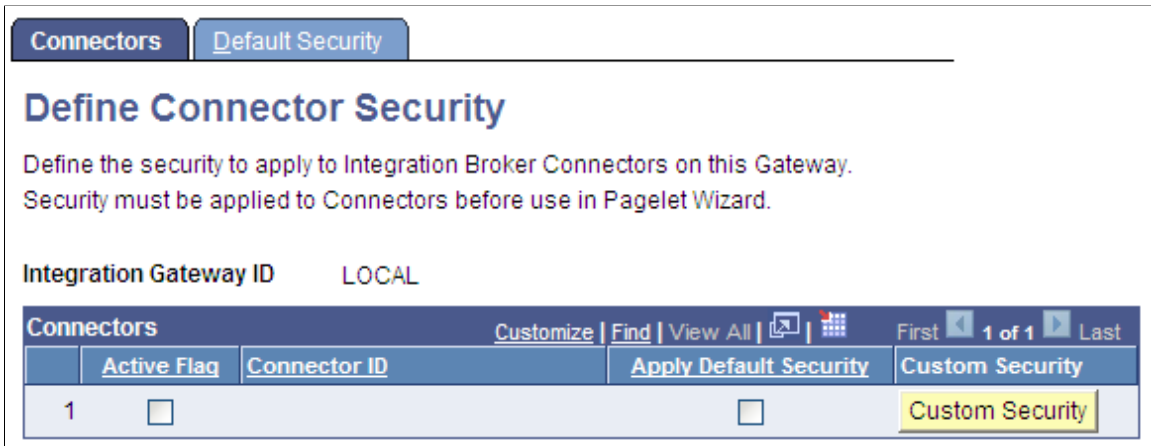 Connectors Default Security
Define Connector Security
Define the security to apply to Integration Broker Connectors on this Gateway.
Security must be applied to Connectors before use in Pagelet Wizard.
Integration Gateway ID LOCAL
Connectors Customize | Find | View All | | First 1 of 1 Last
Active Flag Connector ID Apply Default Security Custom Security
1 Custom Security